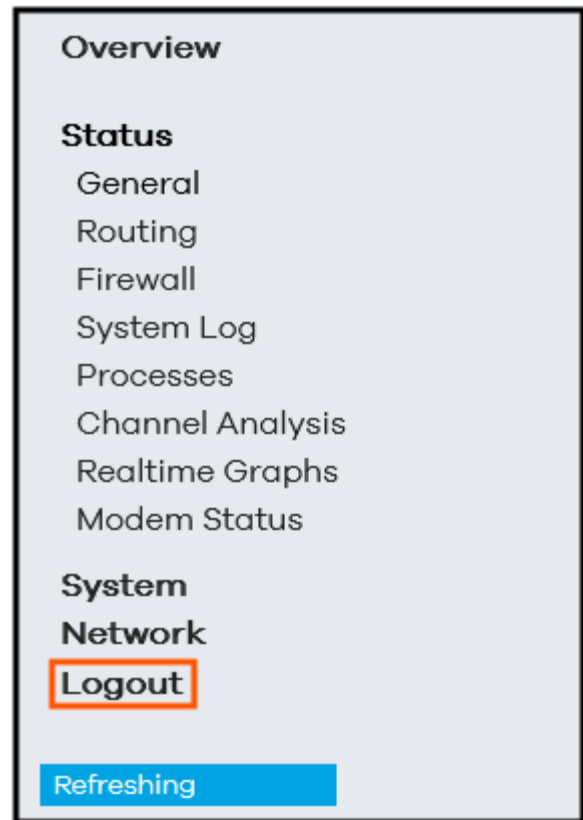 Overview
Status
General
Routing
Firewall
System Log
Processes
Channel Analysis
Realtime Graphs
Modem Status
System
Network
Logout
Refreshing